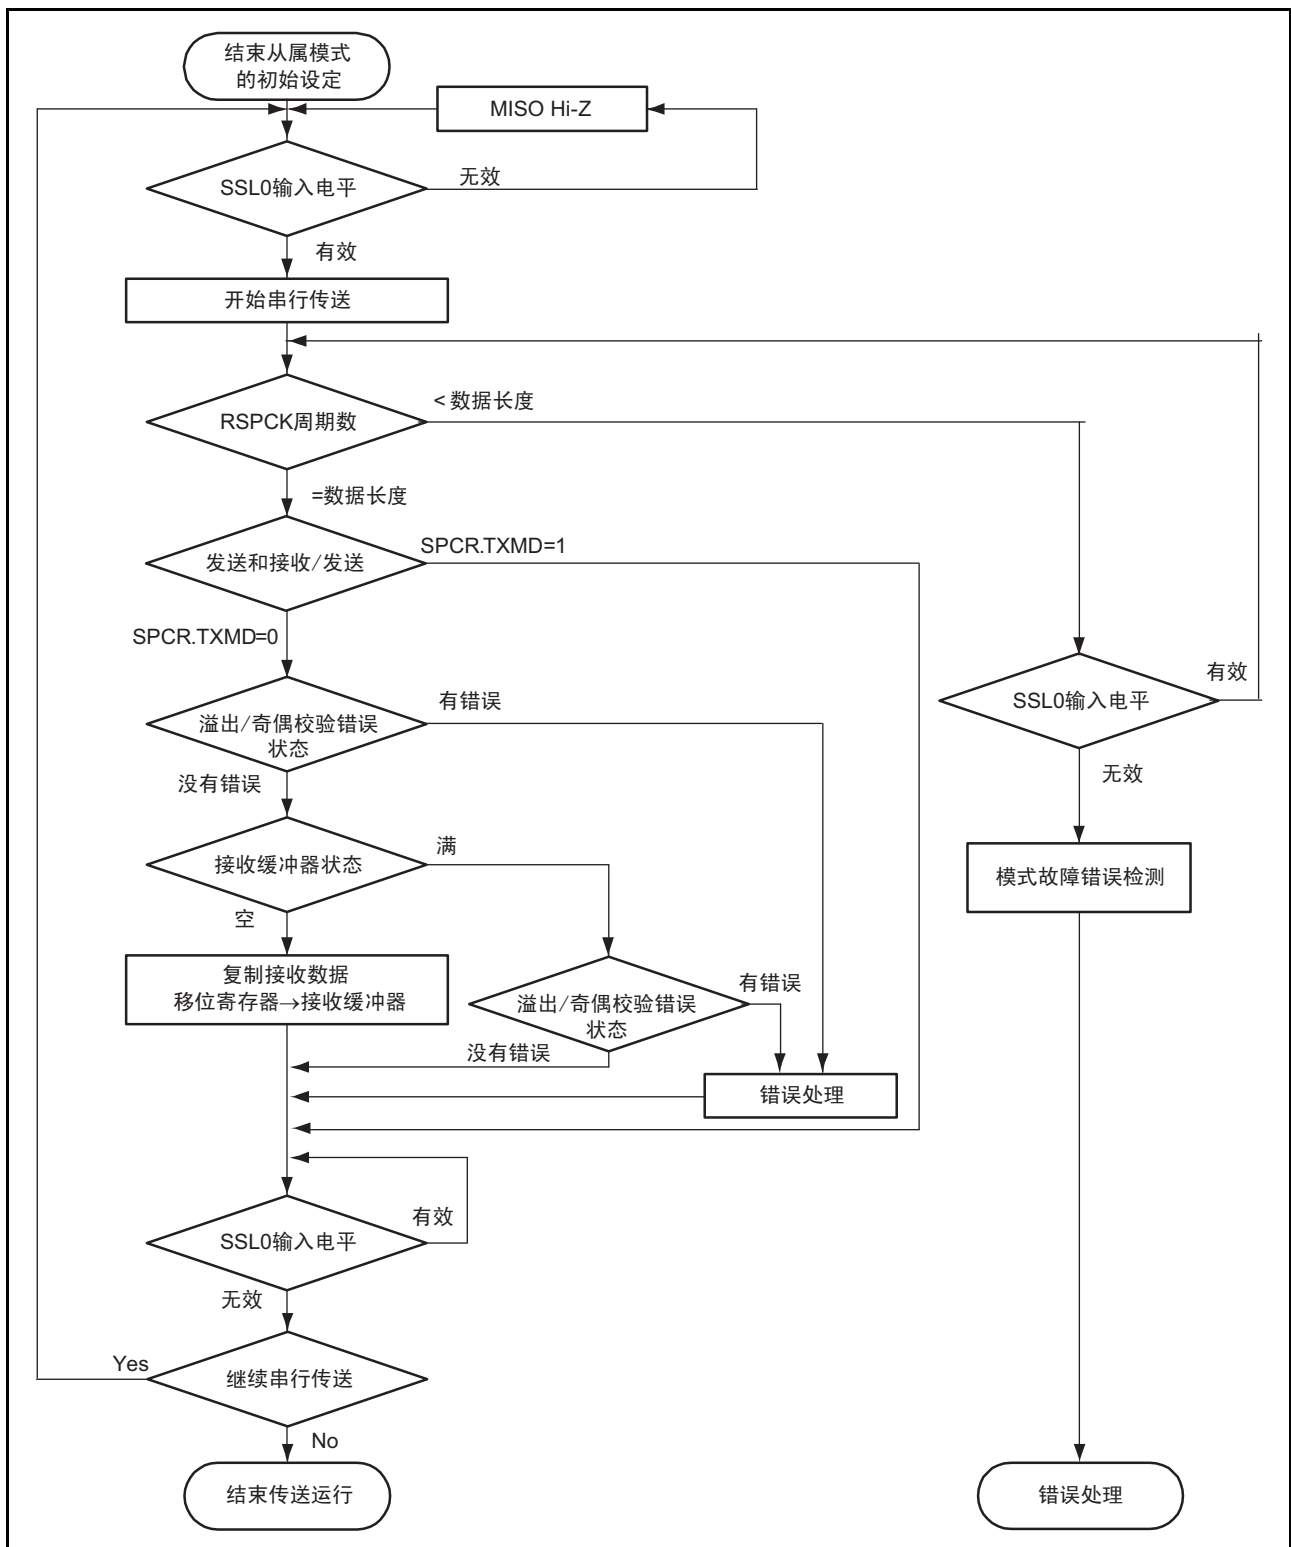 结束从属模式
的初始设定
MISO Hi-Z
SSL0输入电平
无效
有效
开始串行传送
RSPCK周期数
< 数据长度
=数据长度
发送和接收/发送
SPCR.TXMD=1
SPCR.TXMD=0
溢出/奇偶校验错误
状态
有错误
SSL0输入电平
有效
没有错误
无效
接收缓冲器状态
满
模式故障错误检测
空
复制接收数据
移位寄存器→接收缓冲器
溢出/奇偶校验错误
状态
有错误
没有错误
错误处理
SSL0输入电平
有效
无效
Yes
继续串行传送
No
结束传送运行
错误处理